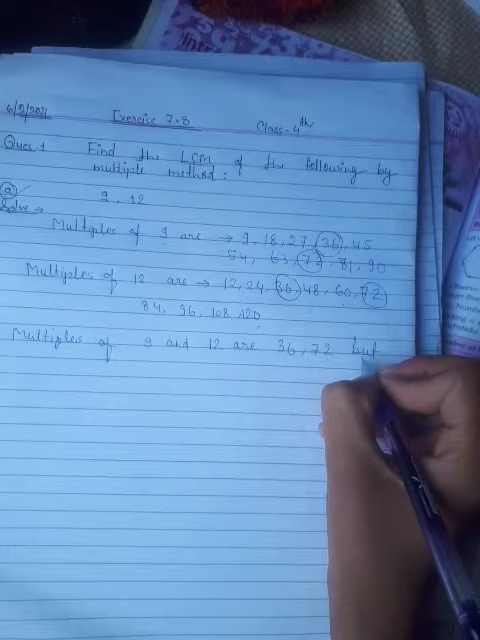 6/9/2021 Exercise 7.8 Class-4th
Ques.1 Find the LCM of the following by
multiple method:
(a) 9, 12
Solve →
Multiples of 9 are → 9, 18, 27, 36, 45
54, 63, 72, 81, 90
Multiples of 12 are → 12, 24, 36, 48, 60, 72
84, 96, 108, 120
Multiples of 9 and 12 are 36, 72 but